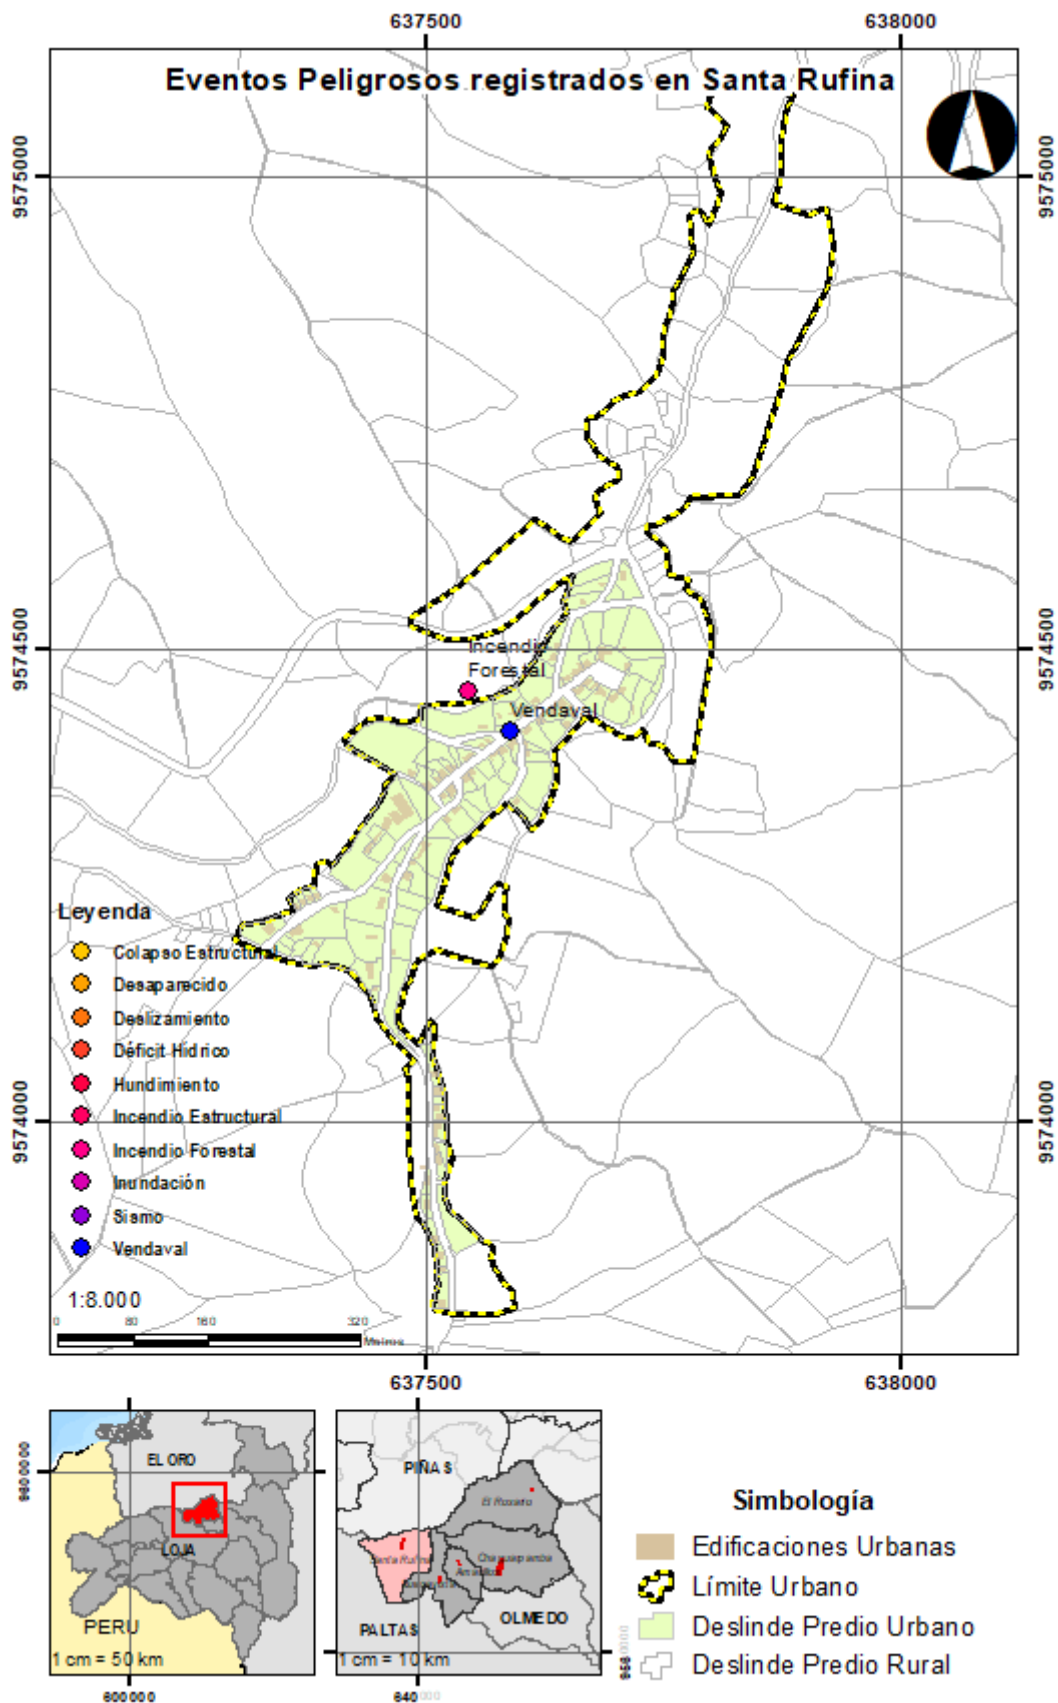 637500
638000
Eventos Peligrosos registrados en Santa Rufina
9575000
9575000
9574500
9574500
Incendio
Forestal
Vendaval
Leyenda
Colapso Estructural
Desaparecido
Deslizamiento
Déficit Hídrico
Hundimiento
Incendio Estructural
Incendio Forestal
Inundación
Sismo
Vendaval
9574000
9574000
1:8.000
0 80 160 320
Metros
637500
638000
EL ORO
LOJA
PERU
1 cm = 50 km
600000
PIÑAS
El Rosario
Santa Rufina
Chaguarpamba
PALTAS
OLMEDO
1 cm = 10 km
640000
Simbología
Edificaciones Urbanas
Límite Urbano
Deslinde Predio Urbano
Deslinde Predio Rural